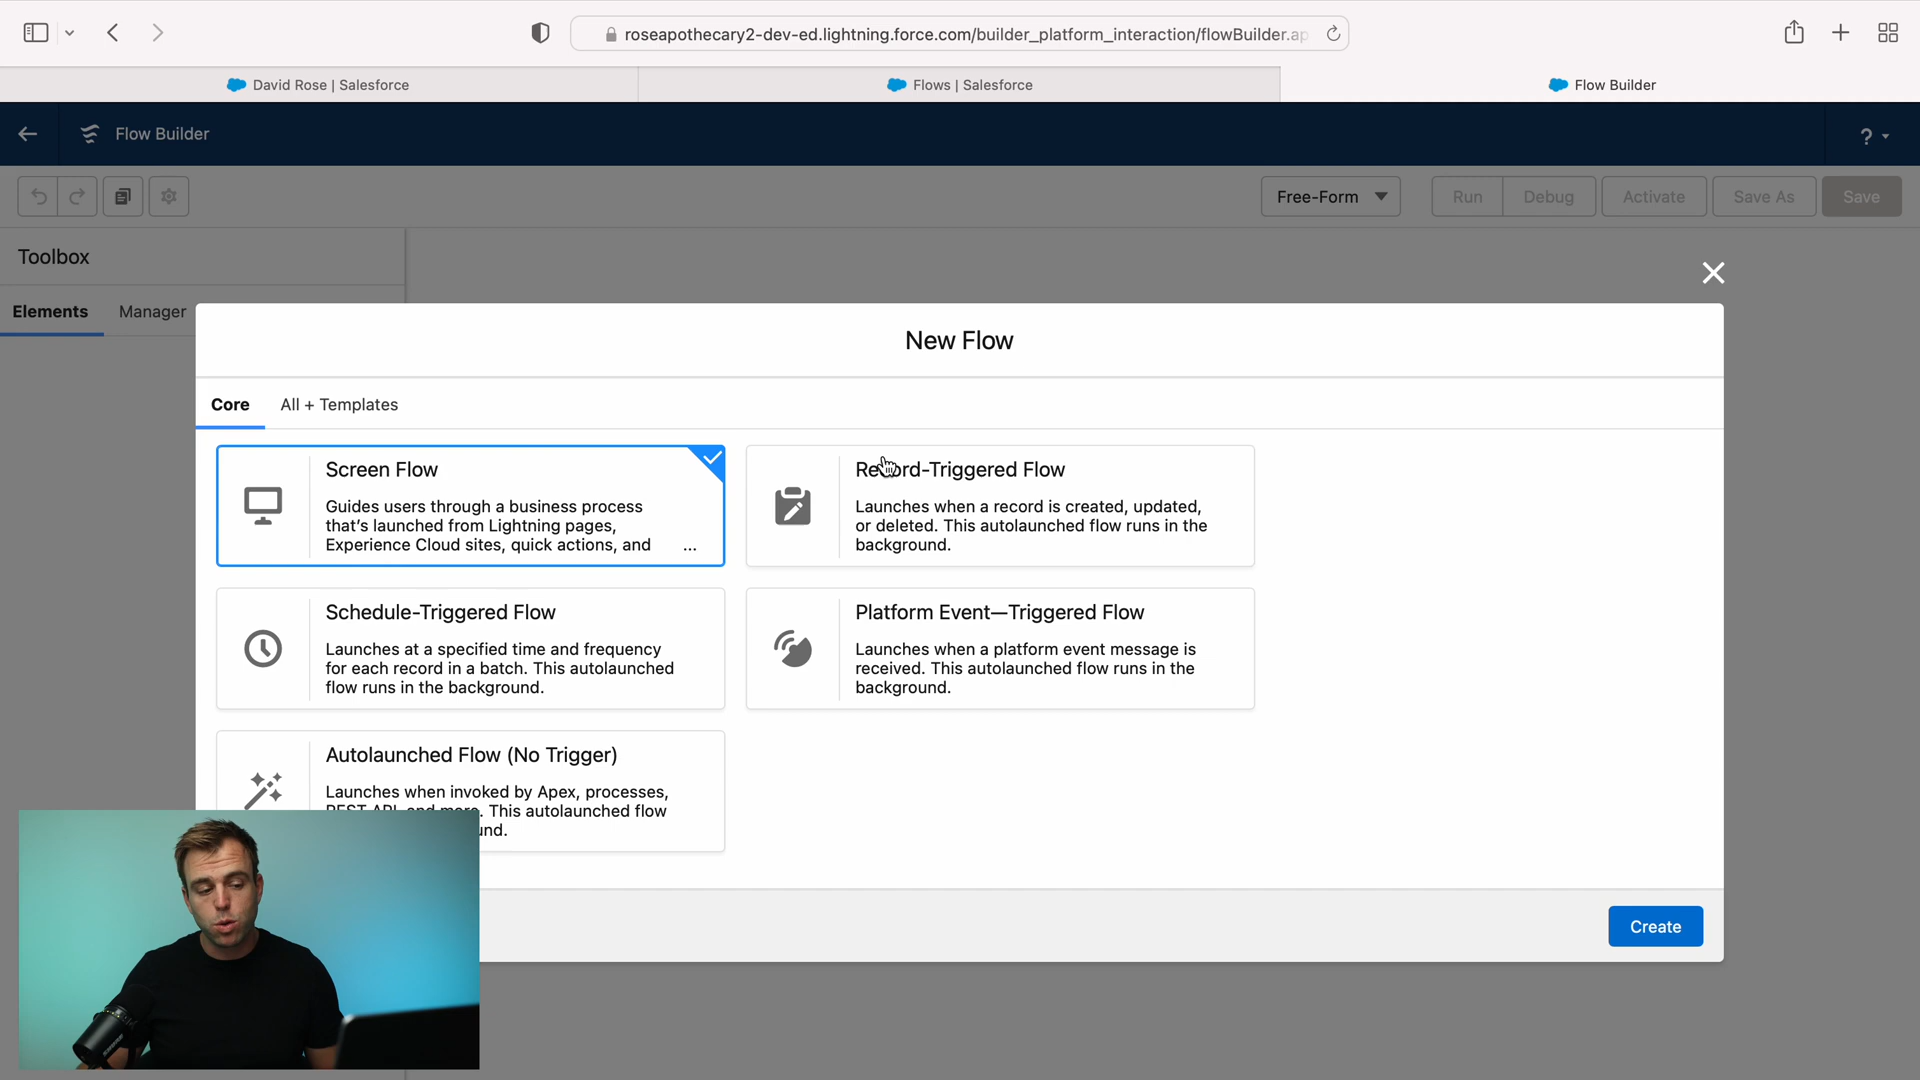 roseapothecary2-dev-ed.lightning.force.com/builder_platform_interaction/flowBuilder.ap
David Rose | Salesforce
Flows | Salesforce
Flow Builder
Flow Builder
?
Free-Form
Run
Debug
Activate
Save As
Save
Toolbox
Elements
Manager
New Flow
Core
All + Templates
Screen Flow
Guides users through a business process
that's launched from Lightning pages,
Experience Cloud sites, quick actions, and ...
Record-Triggered Flow
Launches when a record is created, updated,
or deleted. This autolaunched flow runs in the
background.
Schedule-Triggered Flow
Launches at a specified time and frequency
for each record in a batch. This autolaunched
flow runs in the background.
Platform Event—Triggered Flow
Launches when a platform event message is
received. This autolaunched flow runs in the
background.
Autolaunched Flow (No Trigger)
Launches when invoked by Apex, processes,
REST API, and more. This autolaunched flow
und.
Create